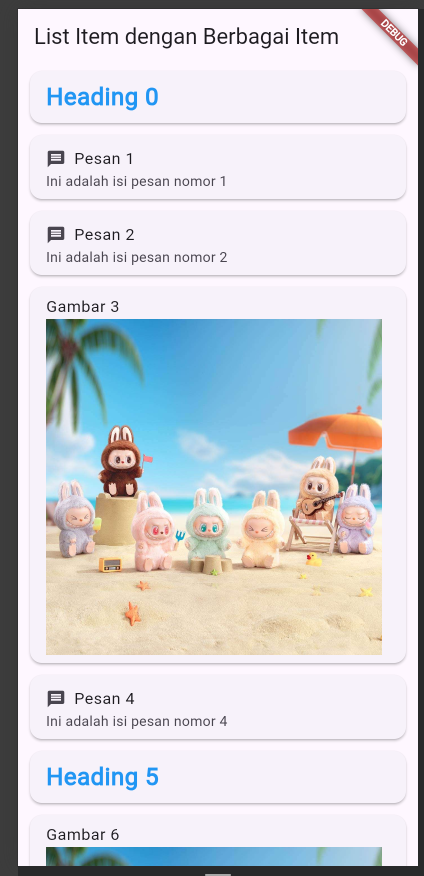 List Item dengan Berbagai Item
DEBUG
Heading 0
Pesan 1
Ini adalah isi pesan nomor 1
Pesan 2
Ini adalah isi pesan nomor 2
Gambar 3
Pesan 4
Ini adalah isi pesan nomor 4
Heading 5
Gambar 6